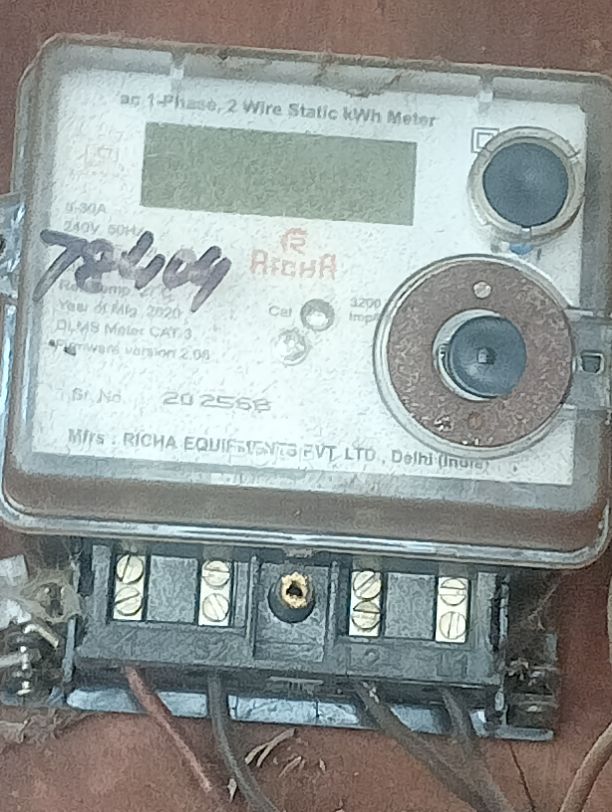 ac 1-Phase, 2 Wire Static kWh Meter
5-30A
240V, 50Hz
RICHA
Cal
3200
Year of Mfg. 2020
DLMS Meter CAT 3
Firmware version 2.06
Sr. No. 202568
Mfrs : RICHA EQUIPMENTS PVT. LTD., Delhi (India)